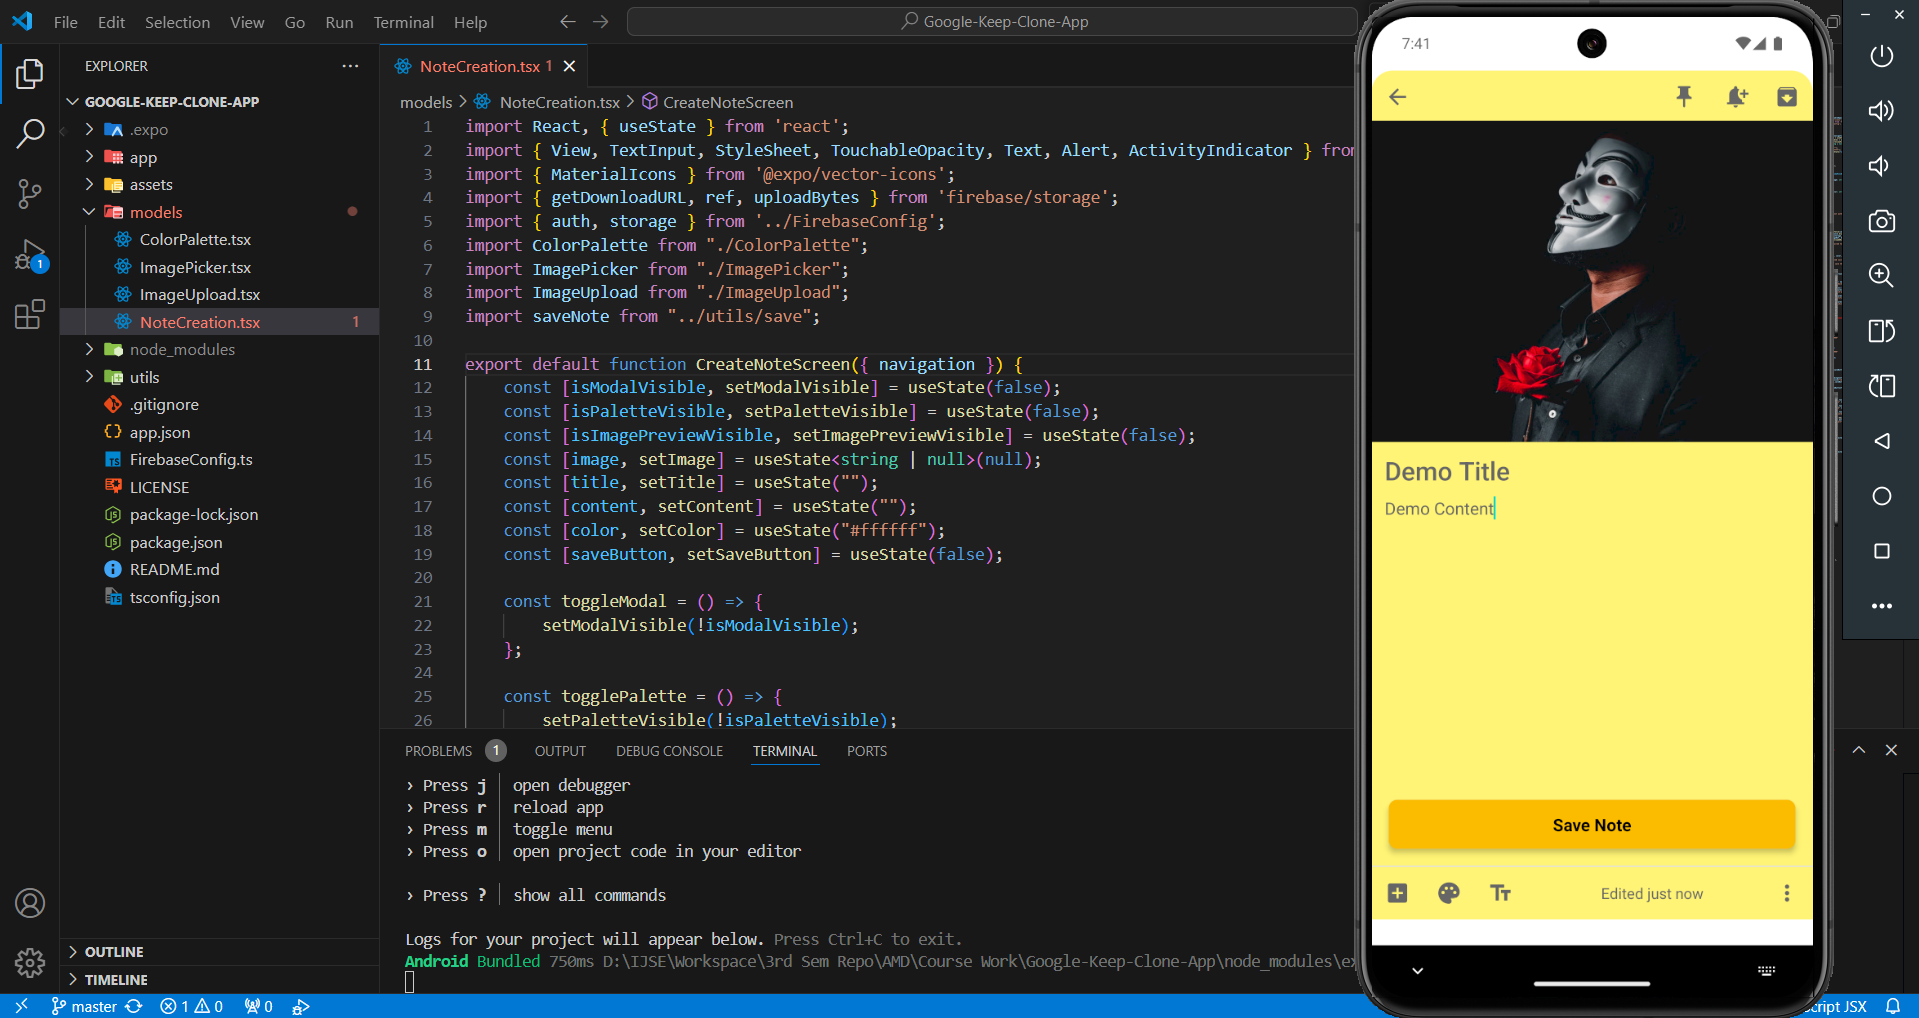 File Edit Selection View Go Run Terminal Help
Google-Keep-Clone-App
EXPLORER
GOOGLE-KEEP-CLONE-APP
.expo
app
assets
models
ColorPalette.tsx
ImagePicker.tsx
ImageUpload.tsx
NoteCreation.tsx 1
node_modules
utils
.gitignore
app.json
FirebaseConfig.ts
LICENSE
package-lock.json
package.json
README.md
tsconfig.json
OUTLINE
TIMELINE
NoteCreation.tsx 1
models > NoteCreation.tsx > CreateNoteScreen
1 import React, { useState } from 'react';
2 import { View, TextInput, StyleSheet, TouchableOpacity, Text, Alert, ActivityIndicator } from
3 import { MaterialIcons } from '@expo/vector-icons';
4 import { getDownloadURL, ref, uploadBytes } from 'firebase/storage';
5 import { auth, storage } from '../FirebaseConfig';
6 import ColorPalette from "./ColorPalette";
7 import ImagePicker from "./ImagePicker";
8 import ImageUpload from "./ImageUpload";
9 import saveNote from "../utils/save";
10
11 export default function CreateNoteScreen({ navigation }) {
12 const [isModalVisible, setModalVisible] = useState(false);
13 const [isPaletteVisible, setPaletteVisible] = useState(false);
14 const [isImagePreviewVisible, setImagePreviewVisible] = useState(false);
15 const [image, setImage] = useState<string | null>(null);
16 const [title, setTitle] = useState("");
17 const [content, setContent] = useState("");
18 const [color, setColor] = useState("#ffffff");
19 const [saveButton, setSaveButton] = useState(false);
20
21 const toggleModal = () => {
22 setModalVisible(!isModalVisible);
23 };
24
25 const togglePalette = () => {
26 setPaletteVisible(!isPaletteVisible);
PROBLEMS 1 OUTPUT DEBUG CONSOLE TERMINAL PORTS
› Press j │ open debugger
› Press r │ reload app
› Press m │ toggle menu
› Press o │ open project code in your editor
› Press ? │ show all commands
Logs for your project will appear below. Press Ctrl+C to exit.
Android Bundled 750ms D:\IJSE\Workspace\3rd Sem Repo\AMD\Course Work\Google-Keep-Clone-App\node_modules\ex
master 1 0 0
cript JSX
7:41
Demo Title
Demo Content
Save Note
Tт
Edited just now
1